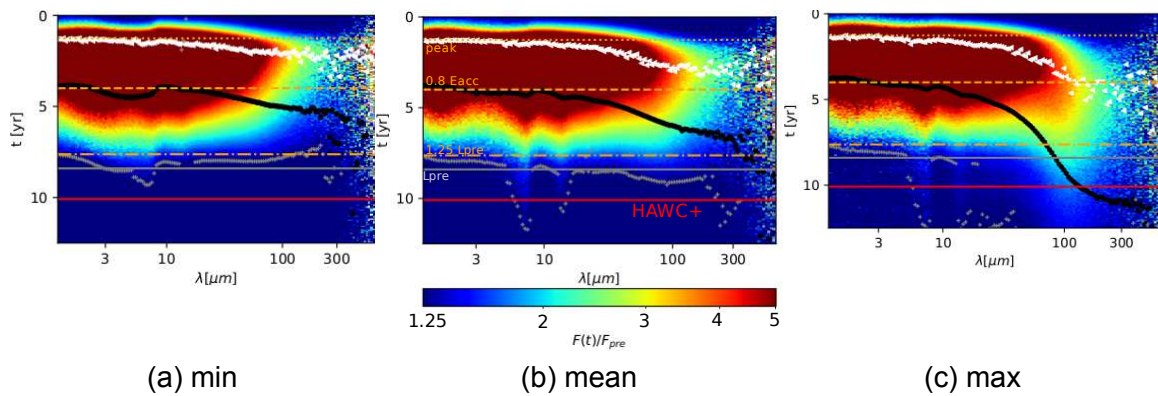 0
5
10
t [yr]
3
10
100
300
λ[μm]
(a) min
0
5
10
t [yr]
peak
0.8 Eacc
1.25 Lpre
Lpre
HAWC+
3
10
100
300
λ[μm]
1.25
2
3
4
5
F(t)/Fpre
(b) mean
0
5
10
t [yr]
3
10
100
300
λ[μm]
(c) max